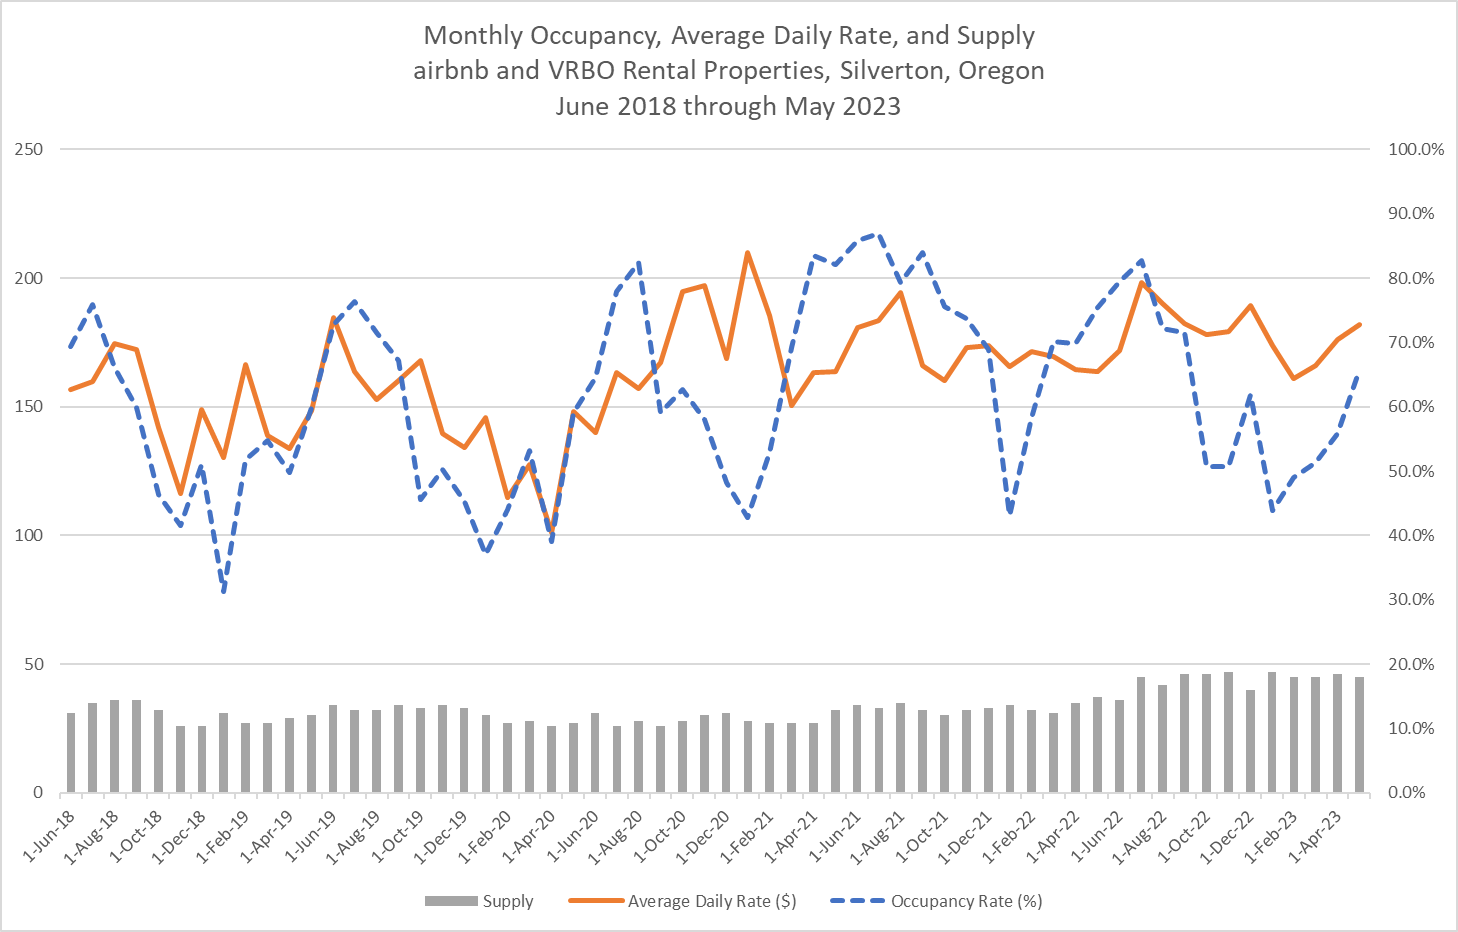 Monthly Occupancy, Average Daily Rate, and Supply
airbnb and VRBO Rental Properties, Silverton, Oregon
June 2018 through May 2023
250
200
150
100
50
0
100.0%
90.0%
80.0%
70.0%
60.0%
50.0%
40.0%
30.0%
20.0%
10.0%
0.0%
1-Jun-18
1-Aug-18
1-Oct-18
1-Dec-18
1-Feb-19
1-Apr-19
1-Jun-19
1-Aug-19
1-Oct-19
1-Dec-19
1-Feb-20
1-Apr-20
1-Jun-20
1-Aug-20
1-Oct-20
1-Dec-20
1-Feb-21
1-Apr-21
1-Jun-21
1-Aug-21
1-Oct-21
1-Dec-21
1-Feb-22
1-Apr-22
1-Jun-22
1-Aug-22
1-Oct-22
1-Dec-22
1-Feb-23
1-Apr-23
Supply
Average Daily Rate ($)
Occupancy Rate (%)